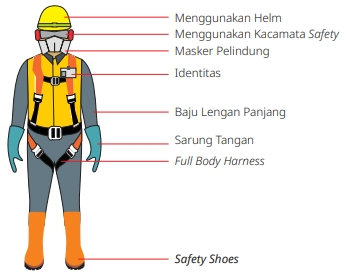 Menggunakan Helm
Menggunakan Kacamata Safety
Masker Pelindung
Identitas
Baju Lengan Panjang
Sarung Tangan
Full Body Harness
Safety Shoes